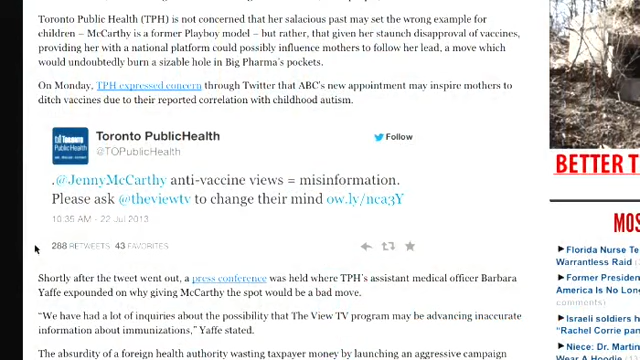 Toronto Public Health (TPH) is not concerned that her salacious past may set the wrong example for
children – McCarthy is a former Playboy model – but rather, that given her staunch disapproval of vaccines,
providing her with a national platform could possibly influence mothers to follow her lead, a move which
would undoubtedly burn a sizable hole in Big Pharma's pockets.
On Monday, TPH expressed concern through Twitter that ABC's new appointment may inspire mothers to
ditch vaccines due to their reported correlation with childhood autism.
Toronto PublicHealth
Toronto PublicHealth
@TOPublicHealth
Follow
.@JennyMcCarthy anti-vaccine views = misinformation.
Please ask @theviewtv to change their mind ow.ly/nca3Y
10:35 AM - 22 Jul 2013
288 RETWEETS 43 FAVORITES
Shortly after the tweet went out, a press conference was held where TPH's assistant medical officer Barbara
Yaffe expounded on why giving McCarthy the spot would be a bad move.
“We have had a lot of inquiries about the possibility that The View TV program may be advancing inaccurate
information about immunizations,” Yaffe stated.
The absurdity of a foreign health authority wasting taxpayer money by launching an aggressive campaign
BETTER T
MOS
Florida Nurse Te
Warrantless Raid
Former Presiden
America Is No Long
comments)
Israeli soldiers h
“Rachel Corrie pan
Niece: Dr. Martin
Wear A Hoodie